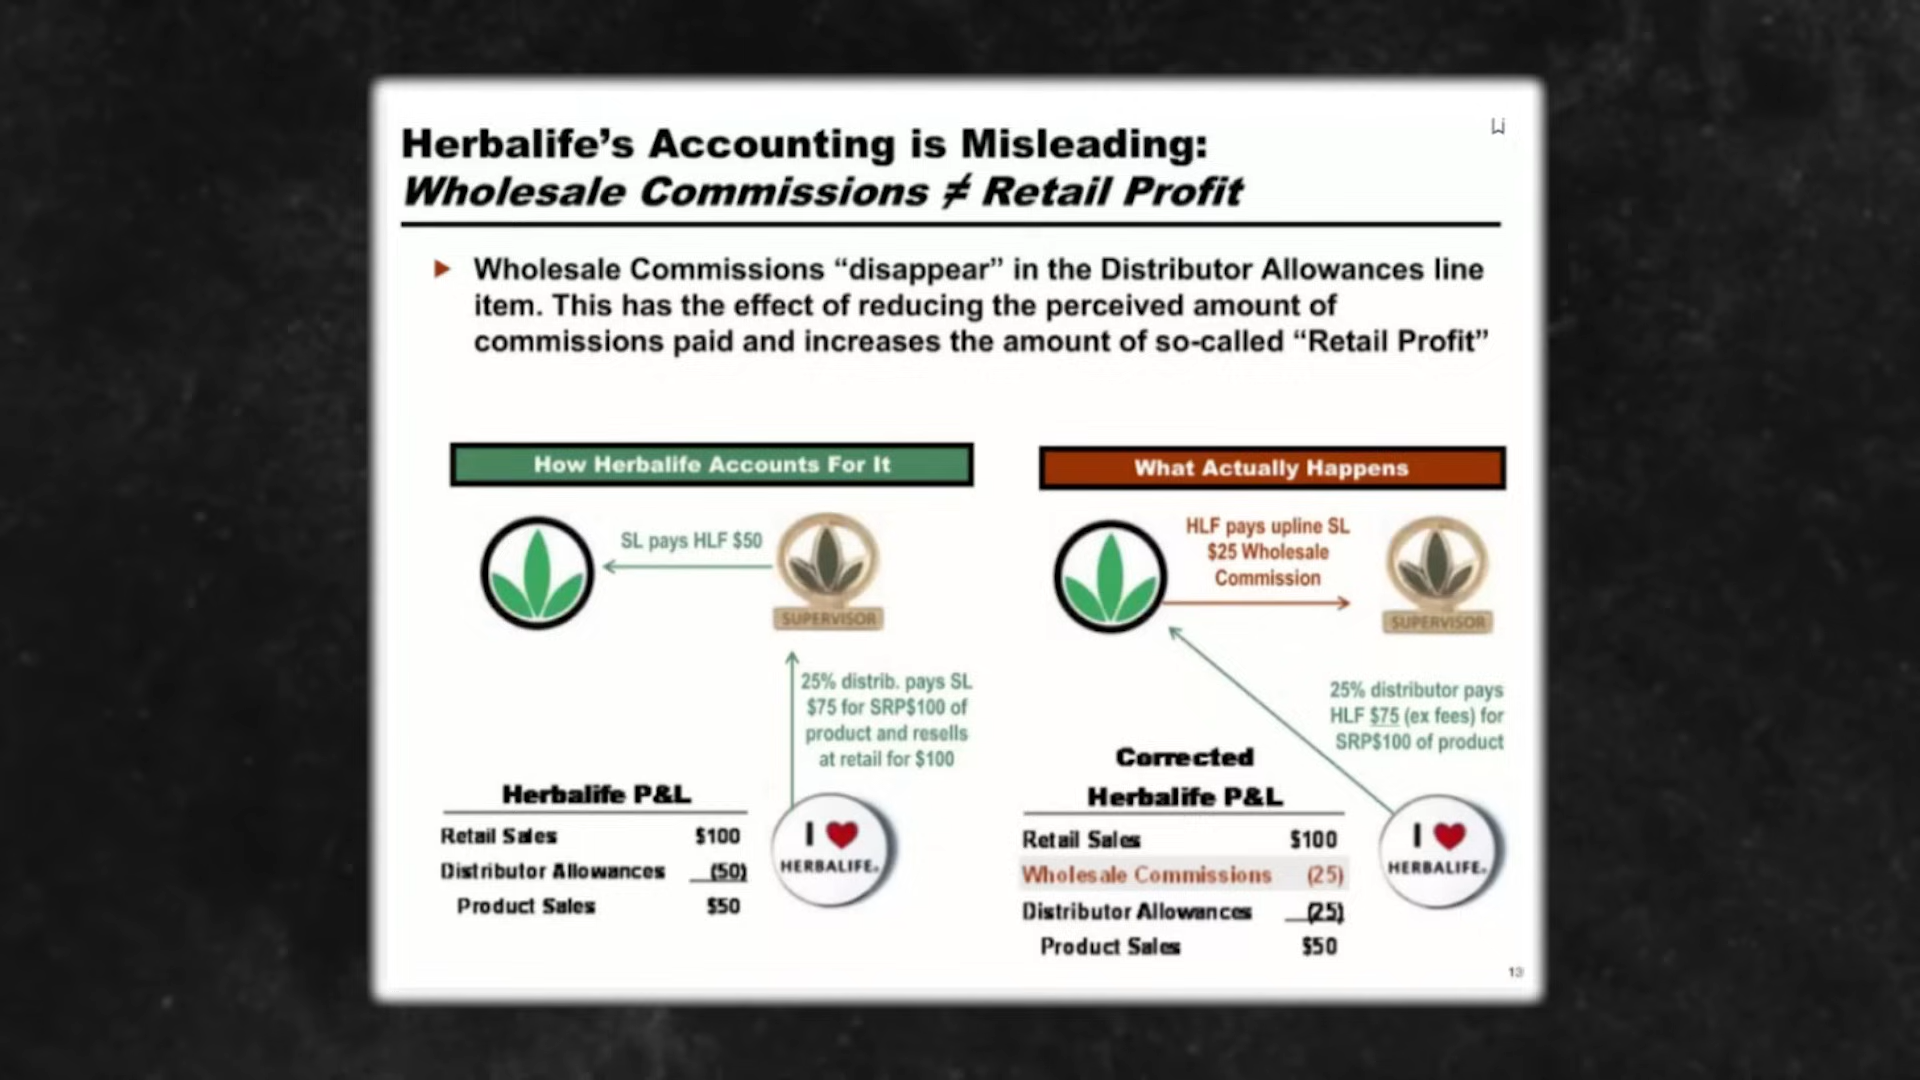 Herbalife's Accounting is Misleading:
Wholesale Commissions ≠ Retail Profit
Wholesale Commissions “disappear” in the Distributor Allowances line
item. This has the effect of reducing the perceived amount of
commissions paid and increases the amount of so-called “Retail Profit”
How Herbalife Accounts For It
SL pays HLF $50
SUPERVISOR
25% distrib. pays SL
$75 for SRP$100 of
product and resells
at retail for $100
Herbalife P&L
Retail Sales $100
Distributor Allowances (50)
Product Sales $50
I ❤
HERBALIFE.
What Actually Happens
HLF pays upline SL
$25 Wholesale
Commission
SUPERVISOR
25% distributor pays
HLF $75 (ex fees) for
SRP$100 of product
Corrected
Herbalife P&L
Retail Sales $100
Wholesale Commissions (25)
Distributor Allowances (25)
Product Sales $50
I ❤
HERBALIFE.
13